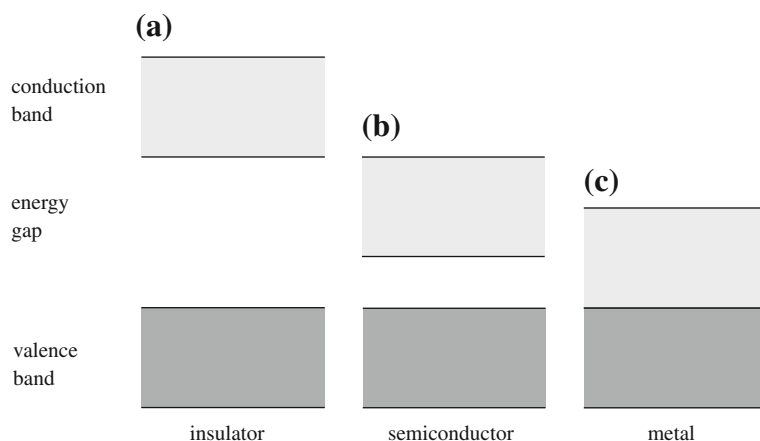 (a)
conduction
band
(b)
(c)
energy
gap
valence
band
insulator
semiconductor
metal